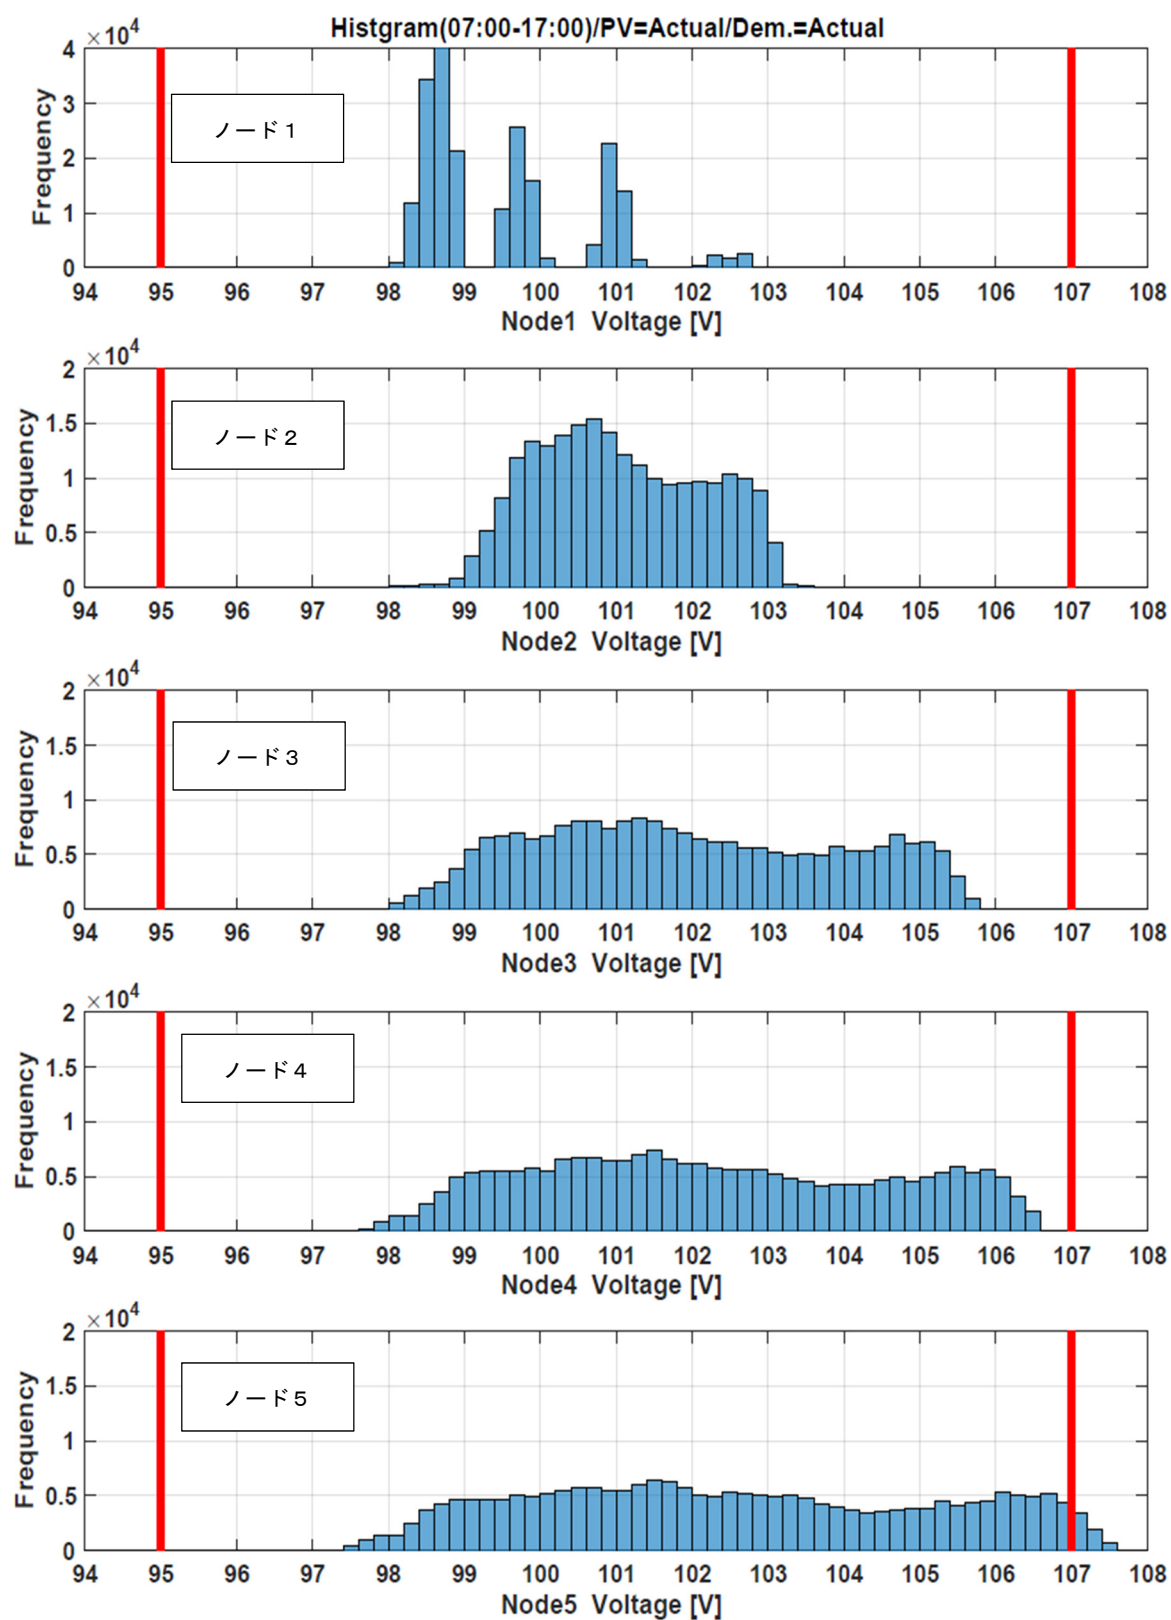 Histgram(07:00-17:00)/PV=Actual/Dem.=Actual
×10^4
4
3
2
1
0
Frequency
ノード1
94 95 96 97 98 99 100 101 102 103 104 105 106 107 108
Node1 Voltage [V]
×10^4
2
1.5
1
0.5
0
Frequency
ノード2
94 95 96 97 98 99 100 101 102 103 104 105 106 107 108
Node2 Voltage [V]
×10^4
2
1.5
1
0.5
0
Frequency
ノード3
94 95 96 97 98 99 100 101 102 103 104 105 106 107 108
Node3 Voltage [V]
×10^4
2
1.5
1
0.5
0
Frequency
ノード4
94 95 96 97 98 99 100 101 102 103 104 105 106 107 108
Node4 Voltage [V]
×10^4
2
1.5
1
0.5
0
Frequency
ノード5
94 95 96 97 98 99 100 101 102 103 104 105 106 107 108
Node5 Voltage [V]